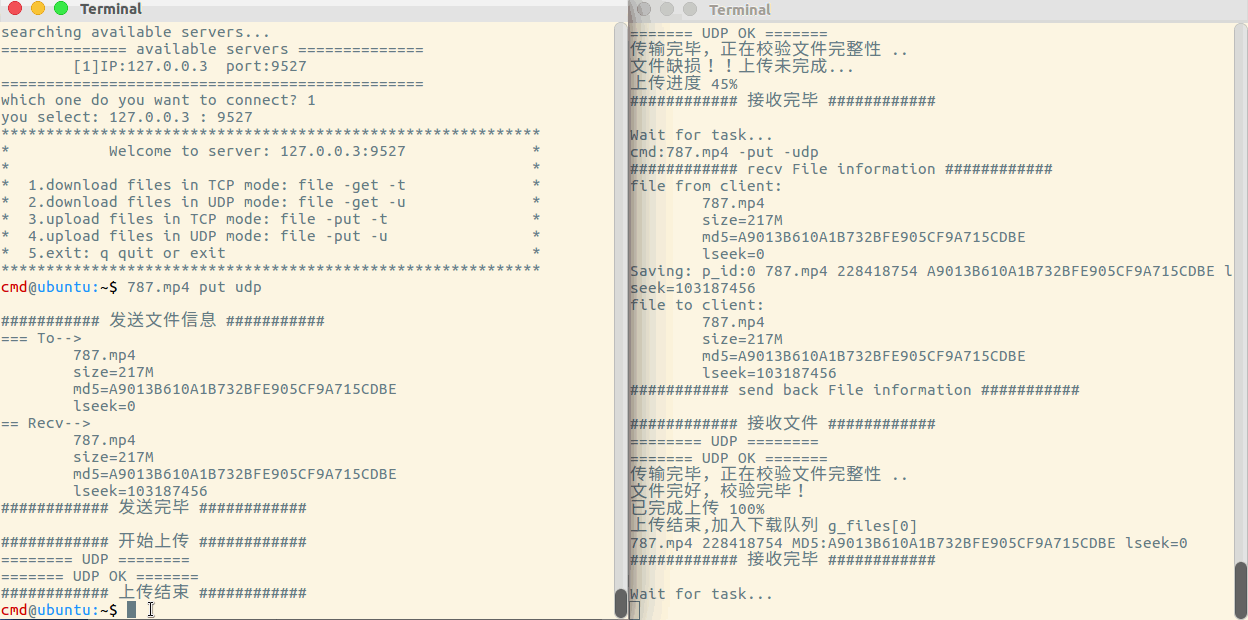 Terminal
searching available servers...
============== available servers ==============
[1]IP:127.0.0.3 port:9527
===============================================
which one do you want to connect? 1
you select: 127.0.0.3 : 9527
************************************************************
* Welcome to server: 127.0.0.3:9527 *
* *
* 1.download files in TCP mode: file -get -t *
* 2.download files in UDP mode: file -get -u *
* 3.upload files in TCP mode: file -put -t *
* 4.upload files in UDP mode: file -put -u *
* 5.exit: q quit or exit *
************************************************************
cmd@ubuntu:~$ 787.mp4 put udp
########### 发送文件信息 ###########
=== To-->
787.mp4
size=217M
md5=A9013B610A1B732BFE905CF9A715CDBE
lseek=0
== Recv-->
787.mp4
size=217M
md5=A9013B610A1B732BFE905CF9A715CDBE
lseek=103187456
############ 发送完毕 ############
############ 开始上传 ############
======== UDP ========
======= UDP OK =======
############ 上传结束 ############
cmd@ubuntu:~$
Terminal
======= UDP OK =======
传输完毕，正在校验文件完整性 ..
文件缺损！！上传未完成...
上传进度 45%
############ 接收完毕 ############
Wait for task...
cmd:787.mp4 -put -udp
############ recv File information ############
file from client:
787.mp4
size=217M
md5=A9013B610A1B732BFE905CF9A715CDBE
lseek=0
Saving: p_id:0 787.mp4 228418754 A9013B610A1B732BFE905CF9A715CDBE l
seek=103187456
file to client:
787.mp4
size=217M
md5=A9013B610A1B732BFE905CF9A715CDBE
lseek=103187456
########### send back File information ###########
############ 接收文件 ############
======== UDP ========
======= UDP OK =======
传输完毕，正在校验文件完整性 ..
文件完好，校验完毕！
已完成上传 100%
上传结束,加入下载队列 g_files[0]
787.mp4 228418754 MD5:A9013B610A1B732BFE905CF9A715CDBE lseek=0
############ 接收完毕 ############
Wait for task...